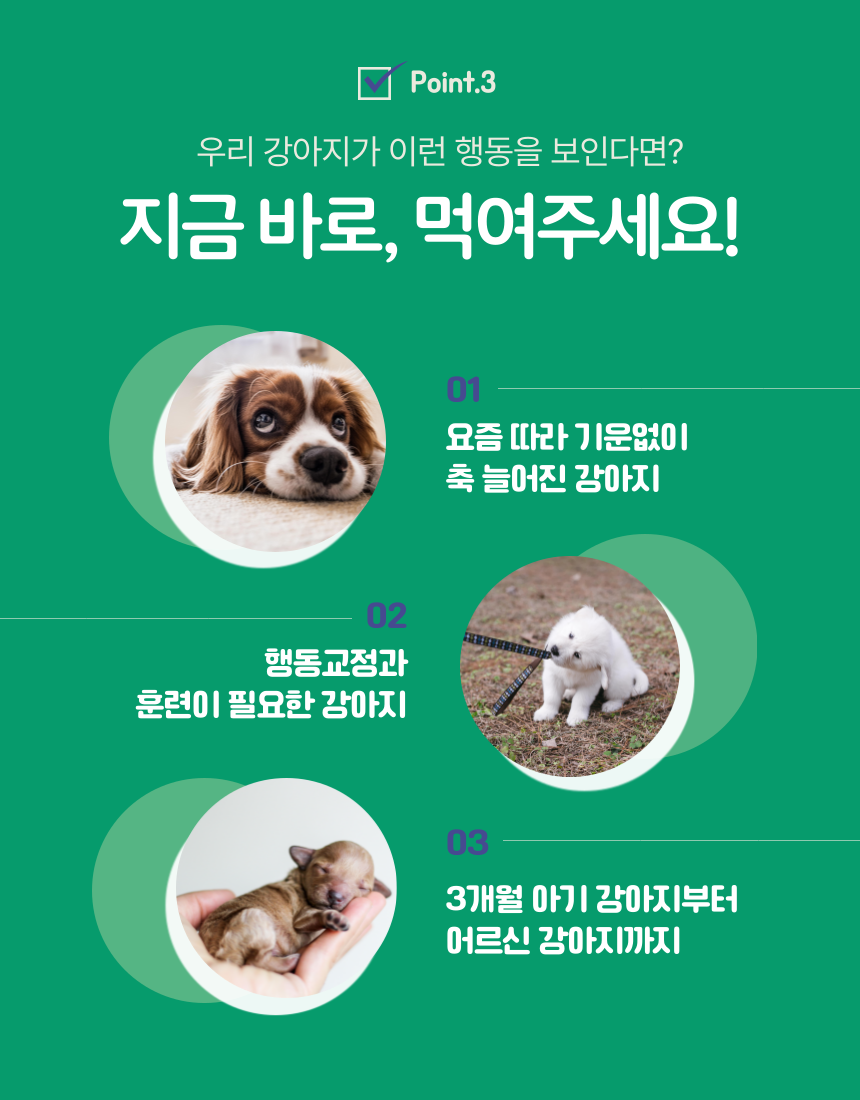 Point.3
우리 강아지가 이런 행동을 보인다면?
지금 바로, 먹여주세요!
01
요즘 따라 기운없이
축 늘어진 강아지
02
행동교정과
훈련이 필요한 강아지
03
3개월 아기 강아지부터
어르신 강아지까지